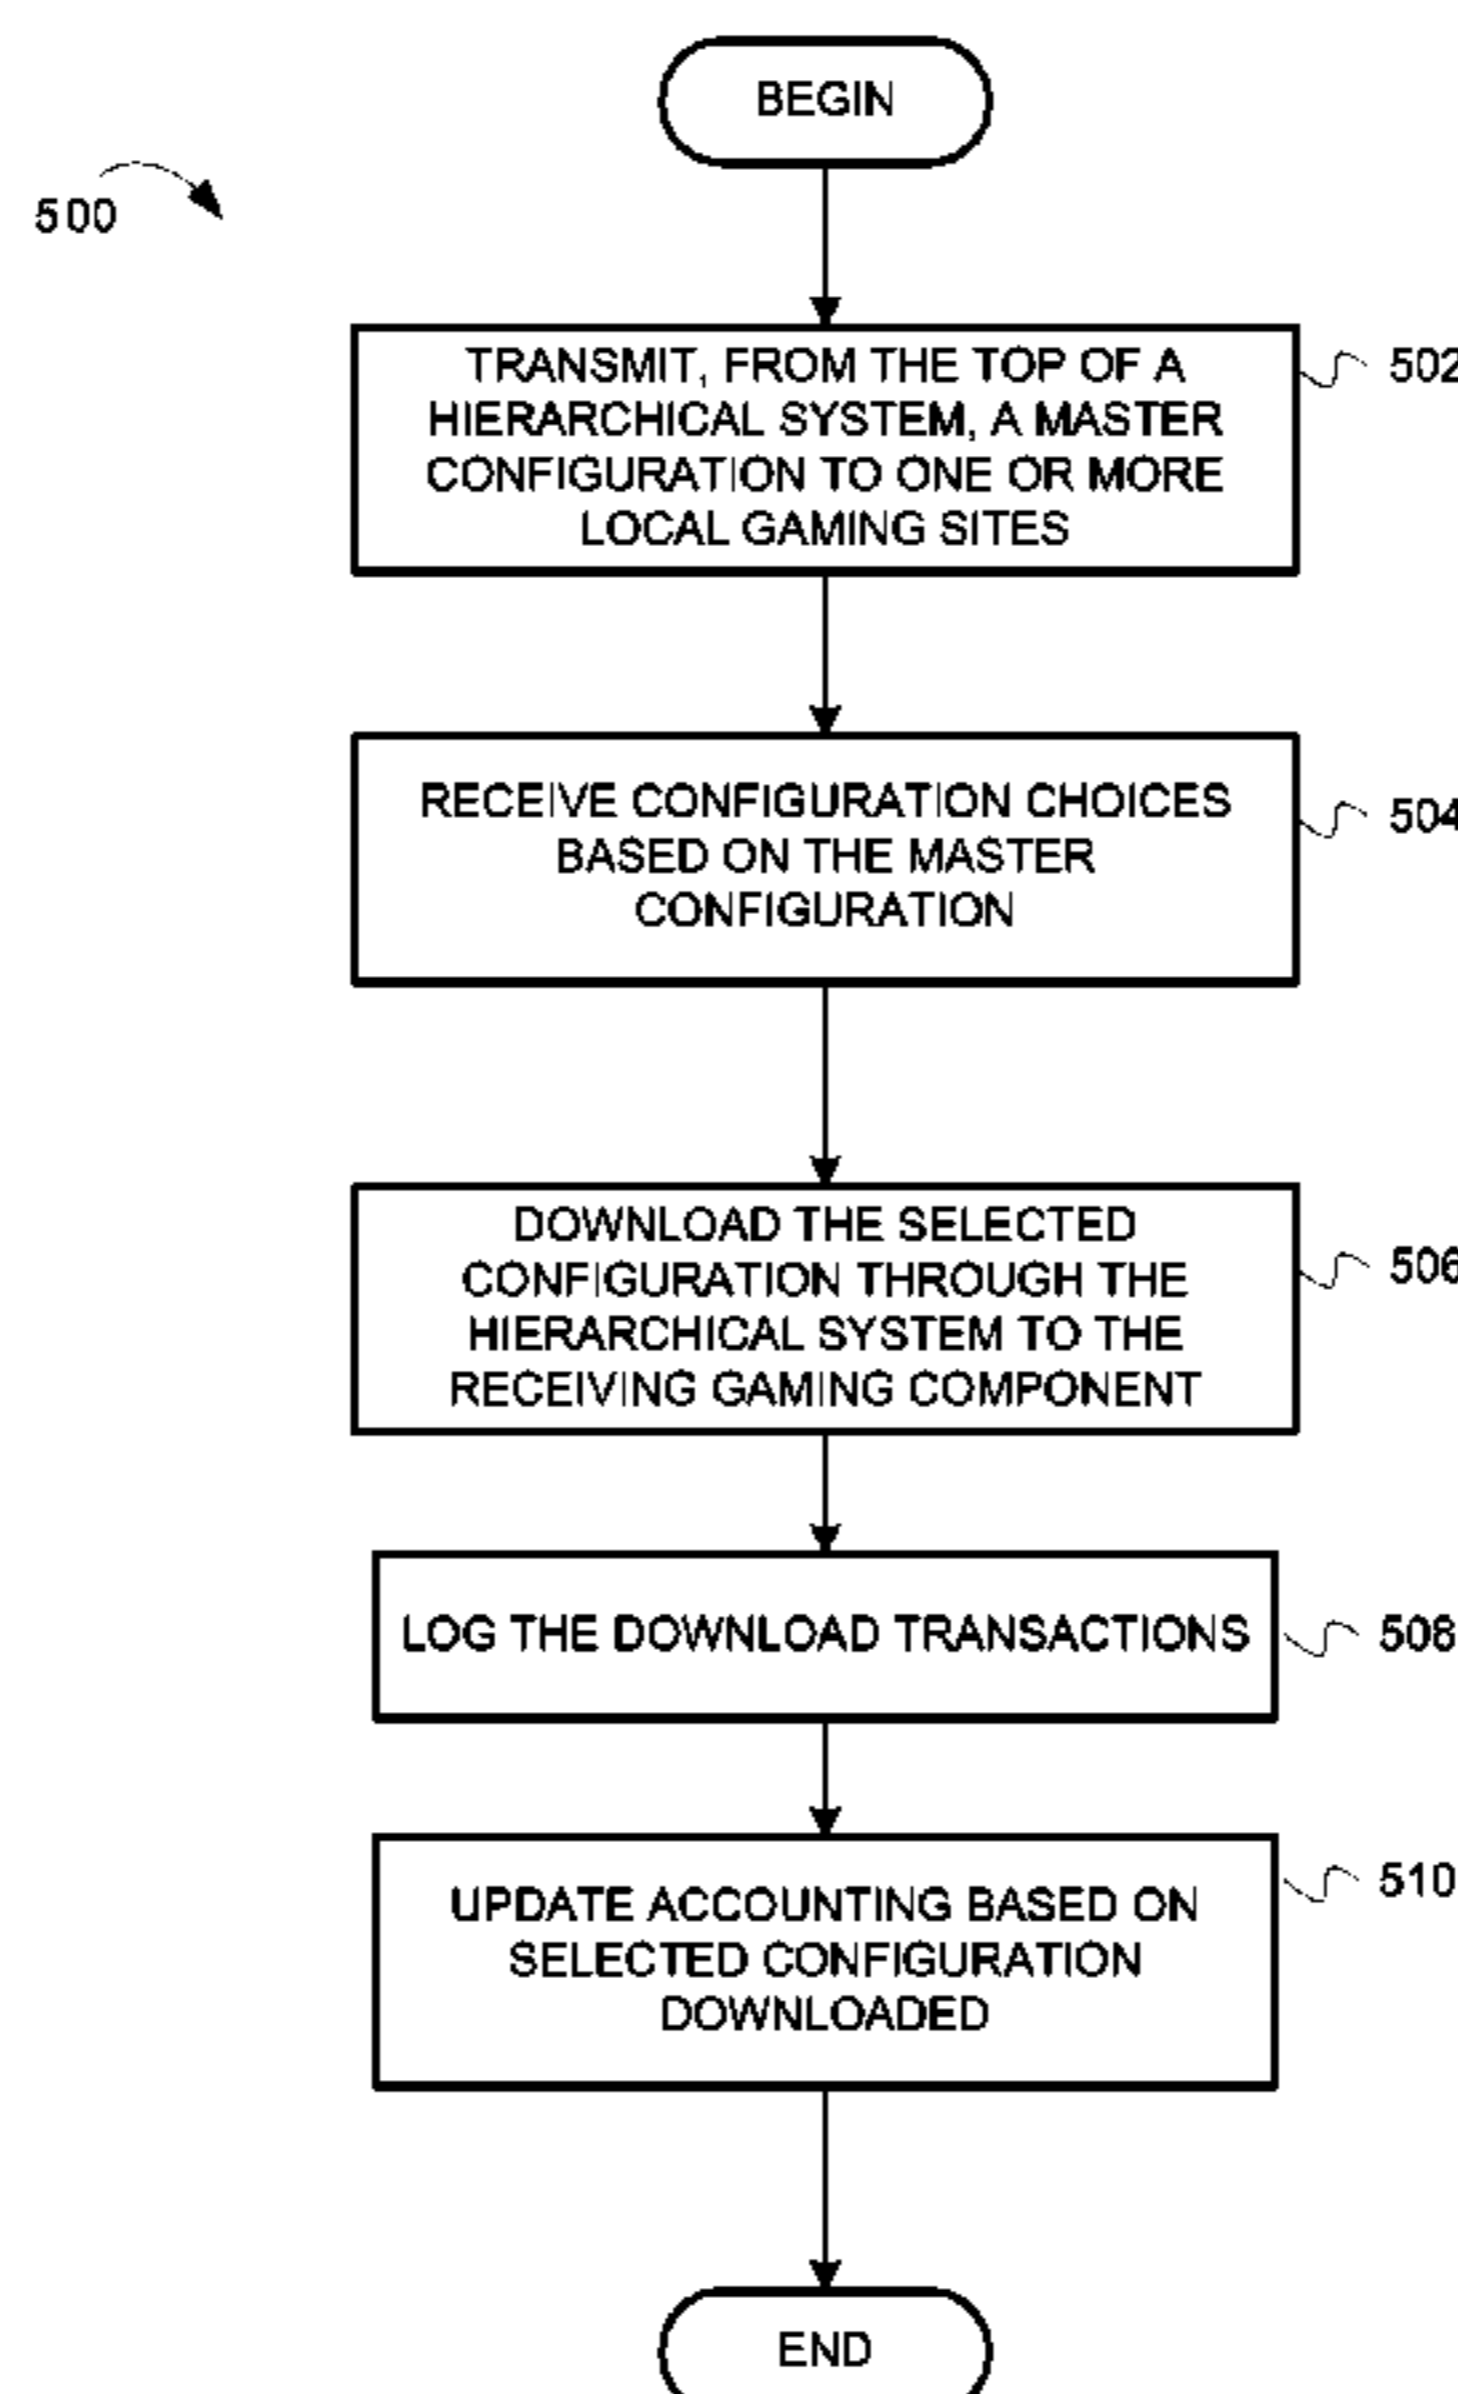 BEGIN
500
TRANSMIT, FROM THE TOP OF A
HIERARCHICAL SYSTEM, A MASTER
CONFIGURATION TO ONE OR MORE
LOCAL GAMING SITES
502
RECEIVE CONFIGURATION CHOICES
BASED ON THE MASTER
CONFIGURATION
504
DOWNLOAD THE SELECTED
CONFIGURATION THROUGH THE
HIERARCHICAL SYSTEM TO THE
RECEIVING GAMING COMPONENT
506
LOG THE DOWNLOAD TRANSACTIONS
508
UPDATE ACCOUNTING BASED ON
SELECTED CONFIGURATION
DOWNLOADED
510
END